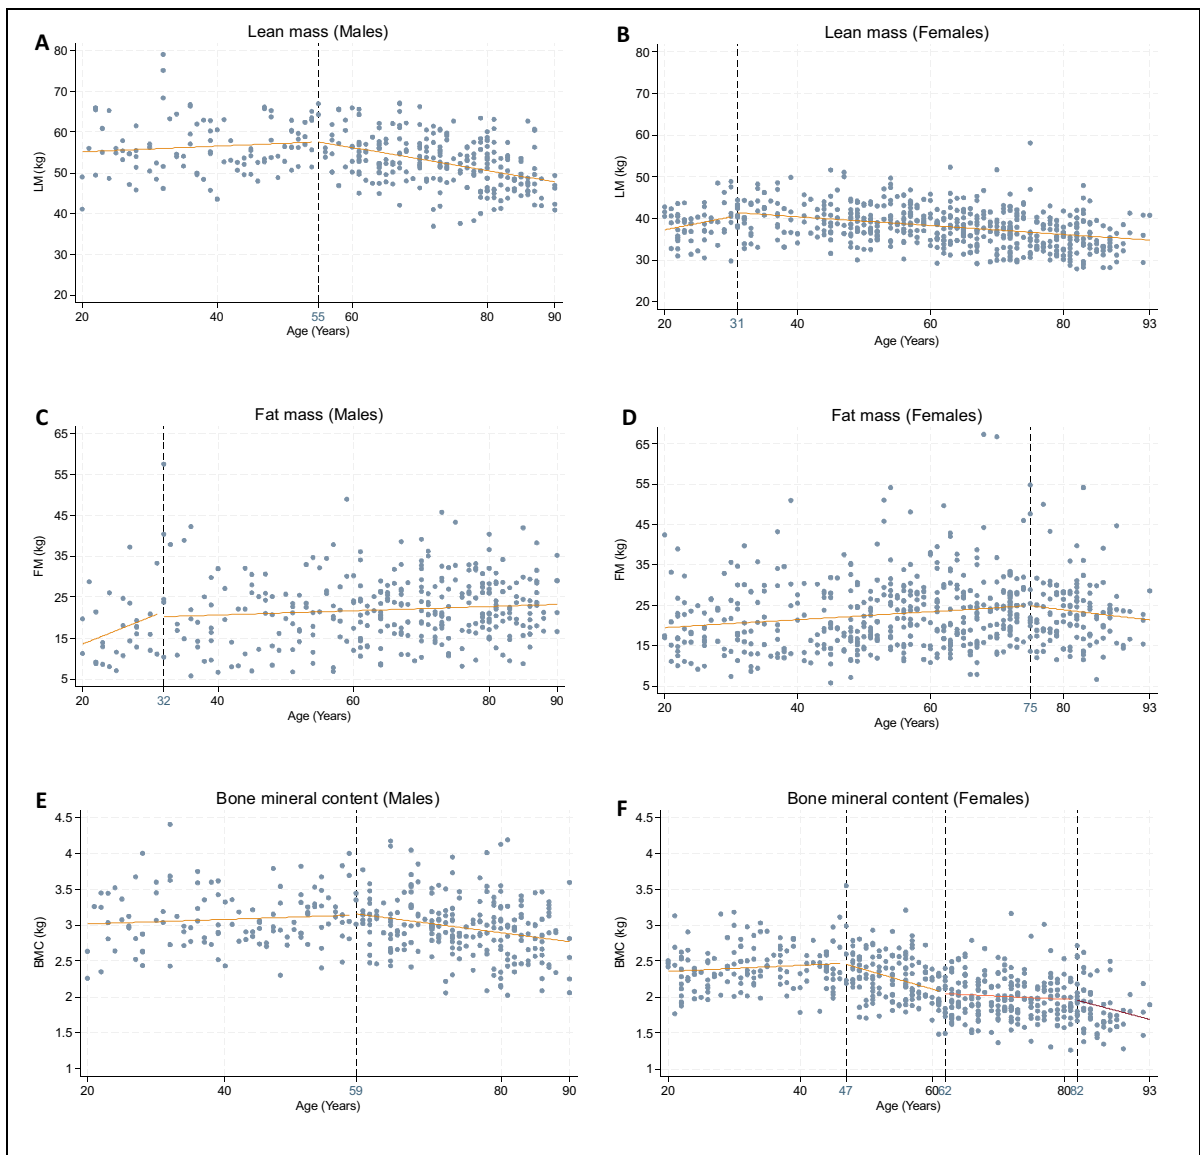 A
Lean mass (Males)
80
70
60
50
40
30
20
LM (kg)
20 40 55 60 80 90
Age (Years)
B
Lean mass (Females)
80
70
60
50
40
30
20
LM (kg)
20 31 40 60 80 93
Age (Years)
C
Fat mass (Males)
65
55
45
35
25
15
5
FM (kg)
20 32 40 60 80 90
Age (Years)
D
Fat mass (Females)
65
55
45
35
25
15
5
FM (kg)
20 40 60 75 80 93
Age (Years)
E
Bone mineral content (Males)
4.5
4
3.5
3
2.5
2
1.5
1
BMC (kg)
20 40 59 80 90
Age (Years)
F
Bone mineral content (Females)
4.5
4
3.5
3
2.5
2
1.5
1
BMC (kg)
20 40 47 60 62 80 82 93
Age (Years)